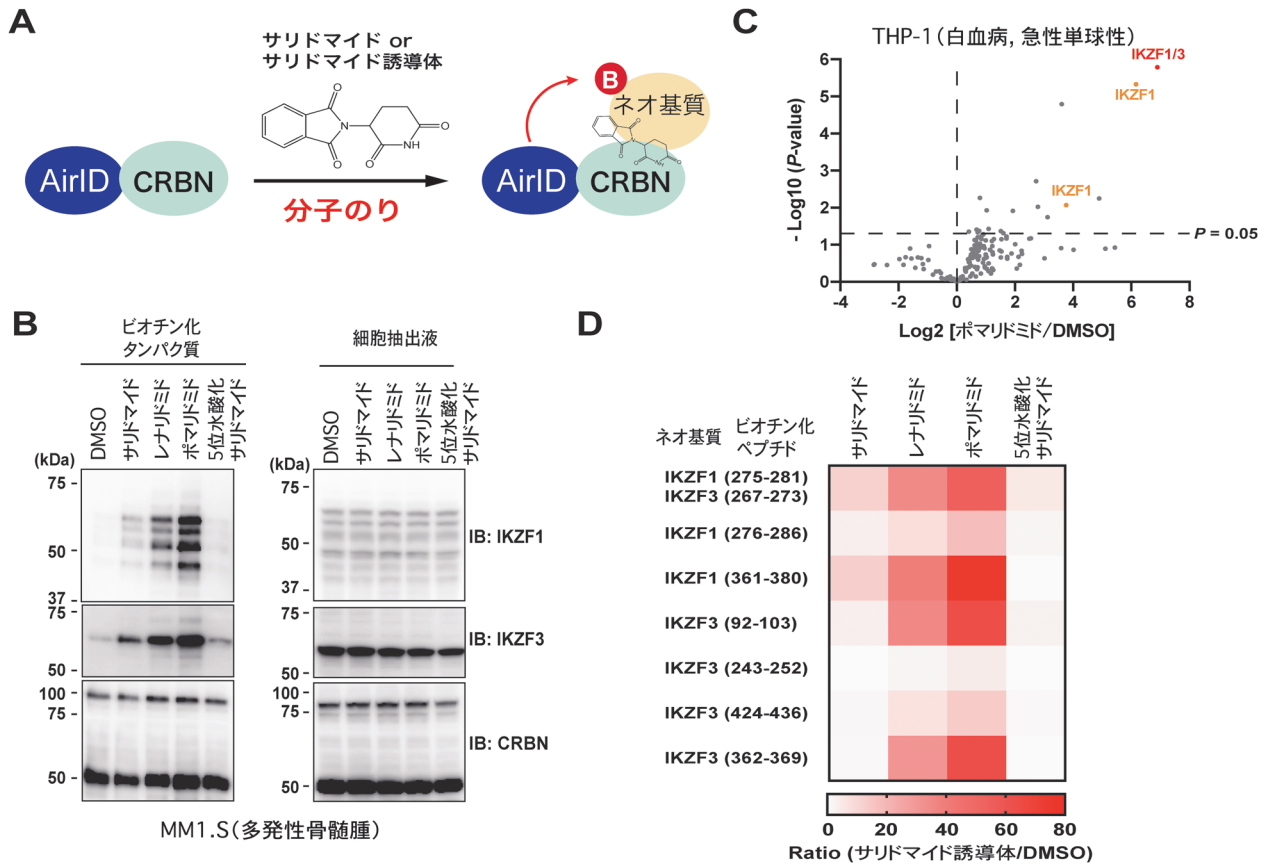 A
サリドマイド or
サリドマイド誘導体
O
N
O
O
NH
O
分子のり
AirID
CRBN
B
ネオ基質
O
N
O
O
NH
O
AirID
CRBN
C
THP-1（白血病, 急性単球性）
IKZF1/3
IKZF1
IKZF1
P = 0.05
- Log10 (P-value)
6
5
4
3
2
1
0
-4
-2
0
2
4
6
8
Log2 [ポマリドミド/DMSO]
B
ビオチン化
タンパク質
細胞抽出液
DMSO
サリドマイド
レナリドミド
ポマリドミド
5位水酸化
サリドマイド
DMSO
サリドマイド
レナリドミド
ポマリドミド
5位水酸化
サリドマイド
(kDa)
75
50
37
75
50
100
75
50
(kDa)
75
50
37
75
50
100
75
50
IB: IKZF1
IB: IKZF3
IB: CRBN
MM1.S（多発性骨髄腫）
D
サリドマイド
レナリドミド
ポマリドミド
5位水酸化
サリドマイド
ネオ基質
ビオチン化
ペプチド
IKZF1 (275-281)
IKZF3 (267-273)
IKZF1 (276-286)
IKZF1 (361-380)
IKZF3 (92-103)
IKZF3 (243-252)
IKZF3 (424-436)
IKZF3 (362-369)
0
20
40
60
80
Ratio (サリドマイド誘導体/DMSO)